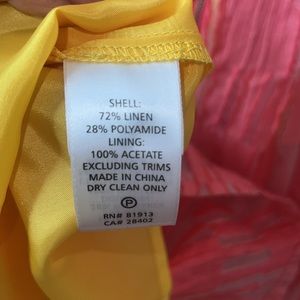 SHELL:
72% LINEN
28% POLYAMIDE
LINING:
100% ACETATE
EXCLUDING TRIMS
MADE IN CHINA
DRY CLEAN ONLY
P
RN# 81913
CA# 28402